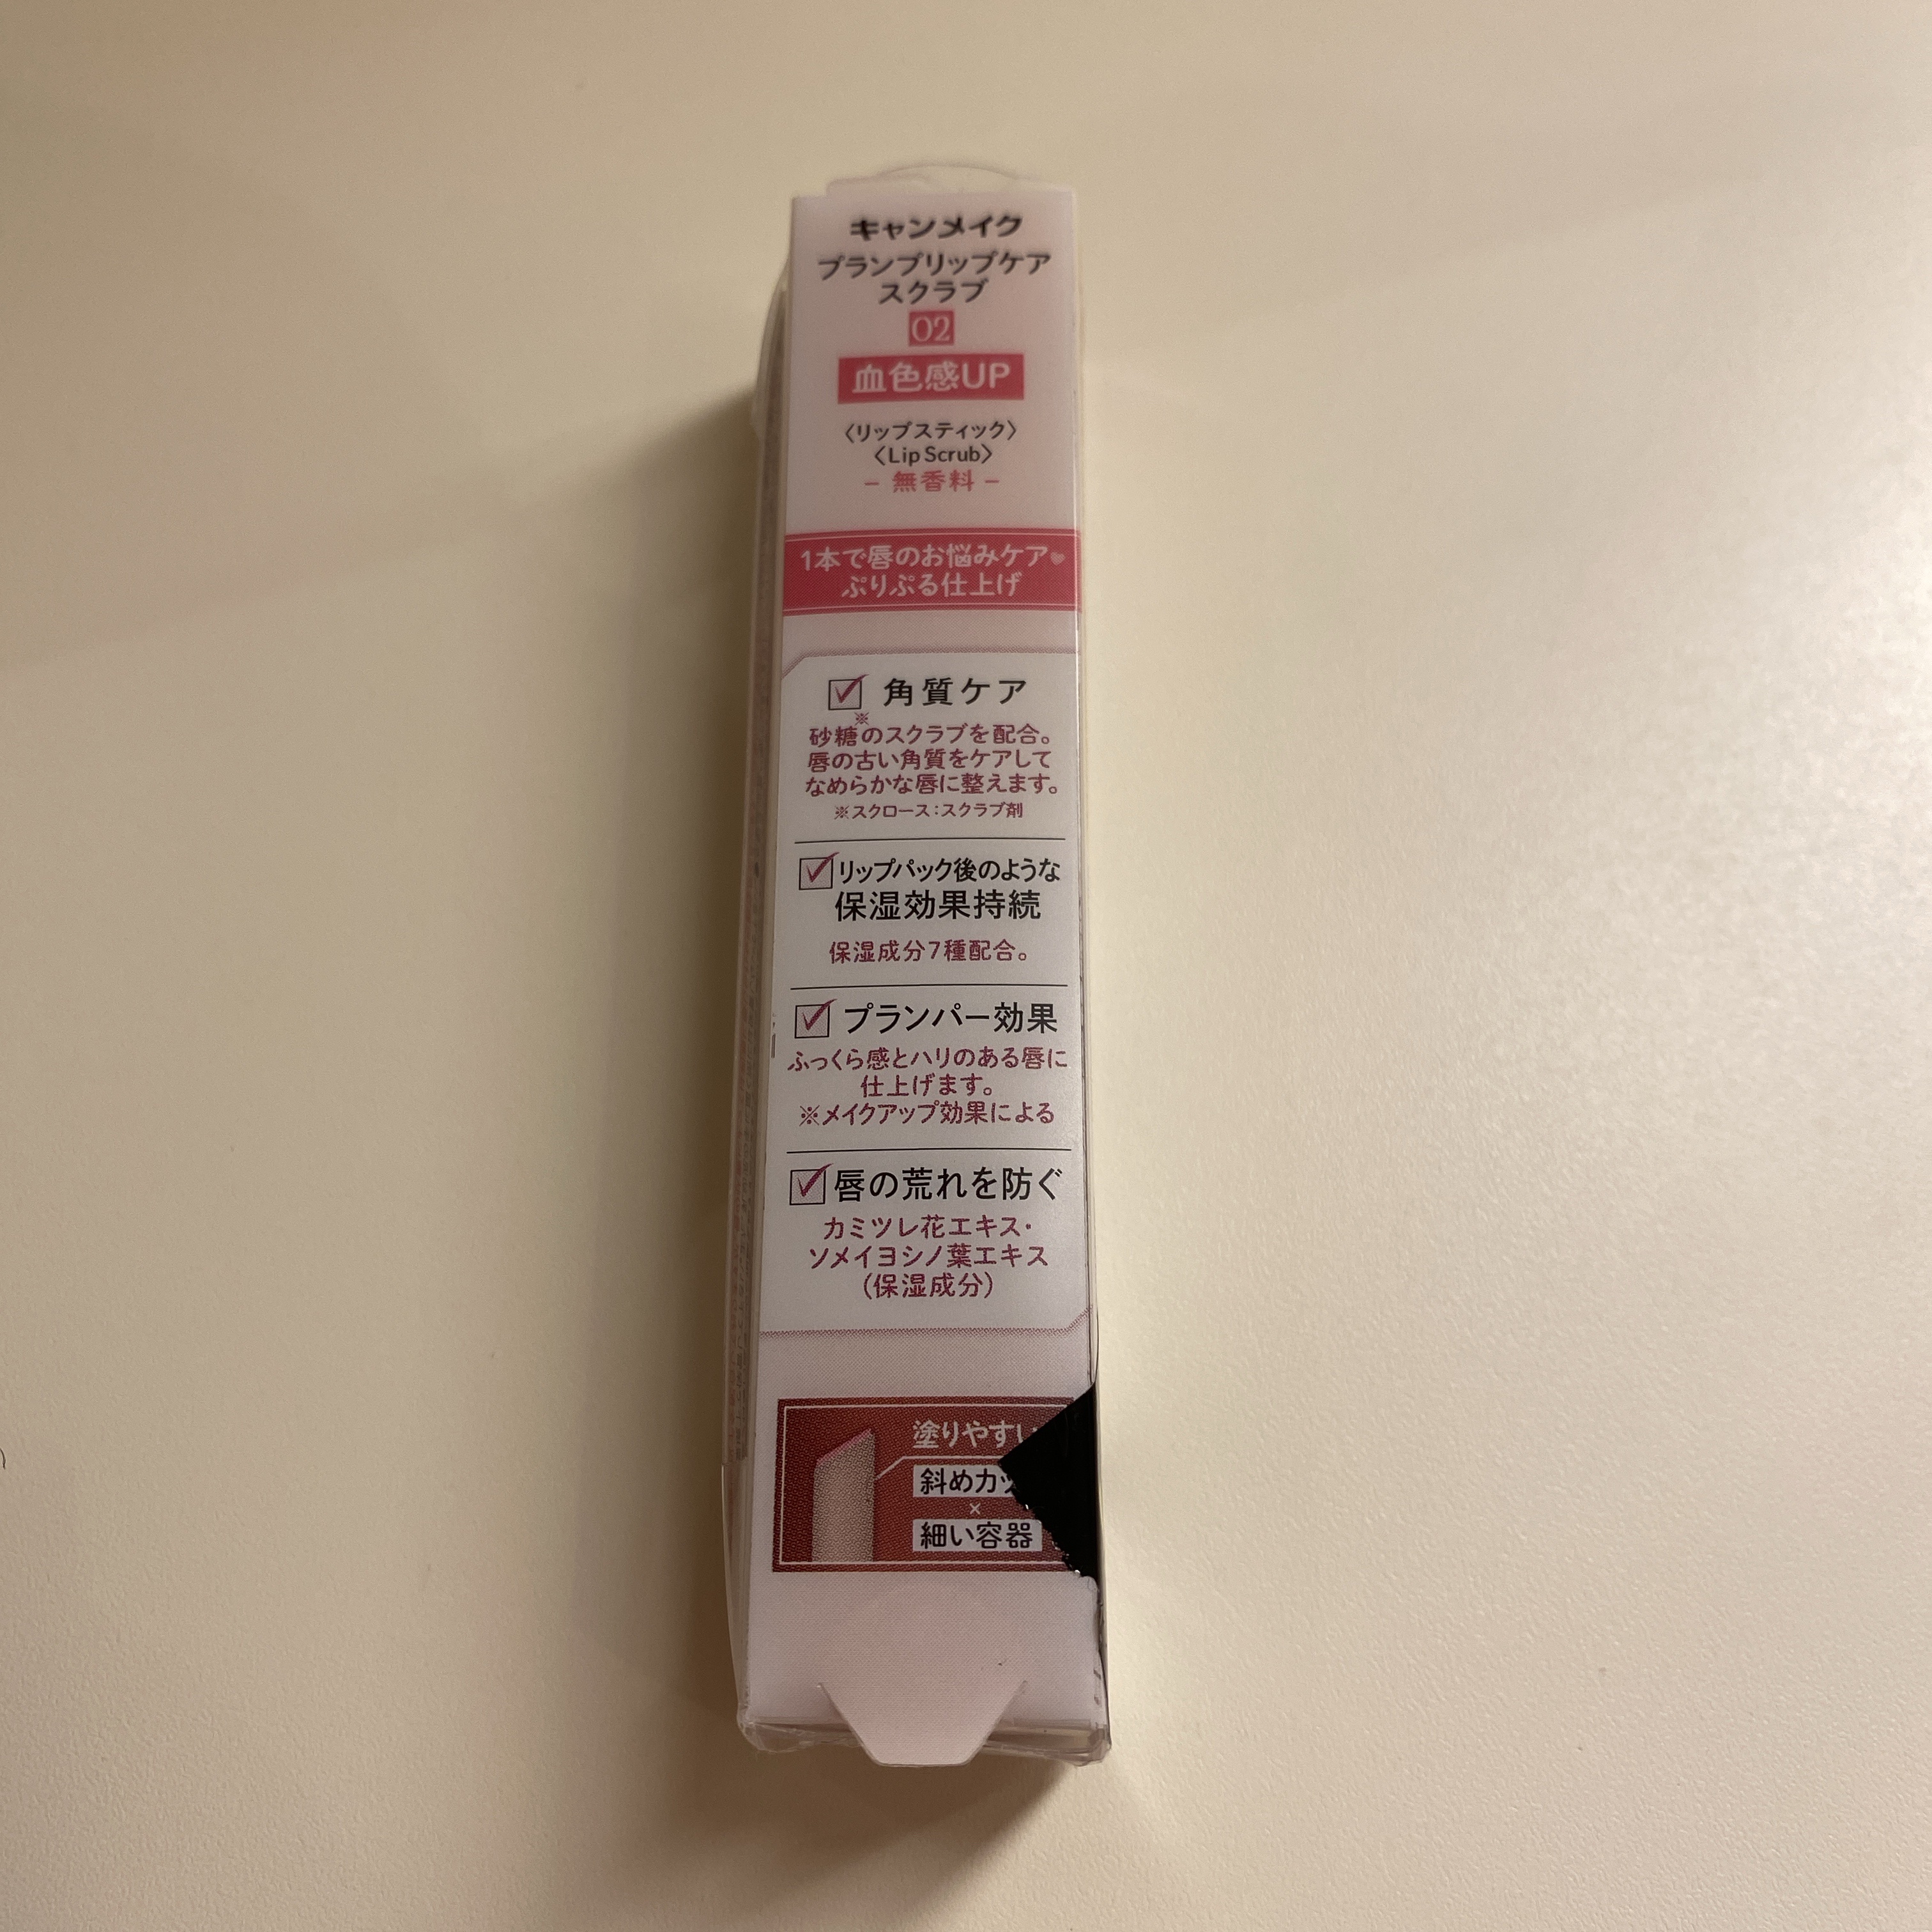 キャンメイク
プランプリップケア
スクラブ
02
血色感UP
〈リップスティック〉
〈Lip Scrub〉
– 無香料 –
1本で唇のお悩みケア♥
ぷりぷる仕上げ
☑ 角質ケア
砂糖※のスクラブを配合。
唇の古い角質をケアして
なめらかな唇に整えます。
※スクロース：スクラブ剤
☑リップパック後のような
保湿効果持続
保湿成分7種配合。
☑ プランパー効果
ふっくら感とハリのある唇に
仕上げます。
※メイクアップ効果による
☑唇の荒れを防ぐ
カミツレ花エキス・
ソメイヨシノ葉エキス
(保湿成分)
塗りやすい
斜めカッ
×
細い容器